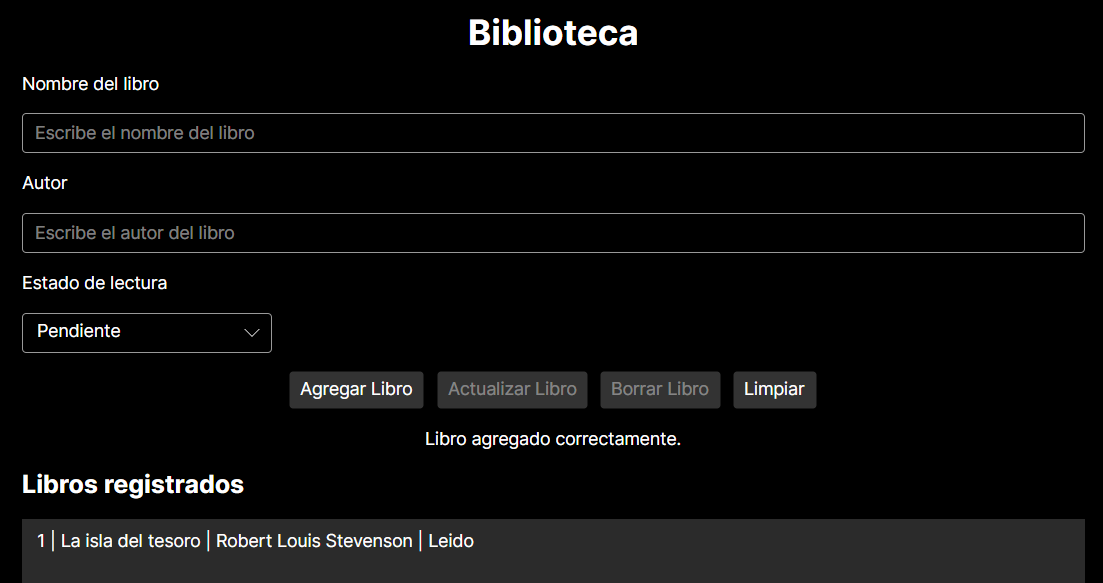 Biblioteca
Nombre del libro
Escribe el nombre del libro
Autor
Escribe el autor del libro
Estado de lectura
Pendiente
Agregar Libro Actualizar Libro Borrar Libro Limpiar
Libro agregado correctamente.
Libros registrados
1 | La isla del tesoro | Robert Louis Stevenson | Leido